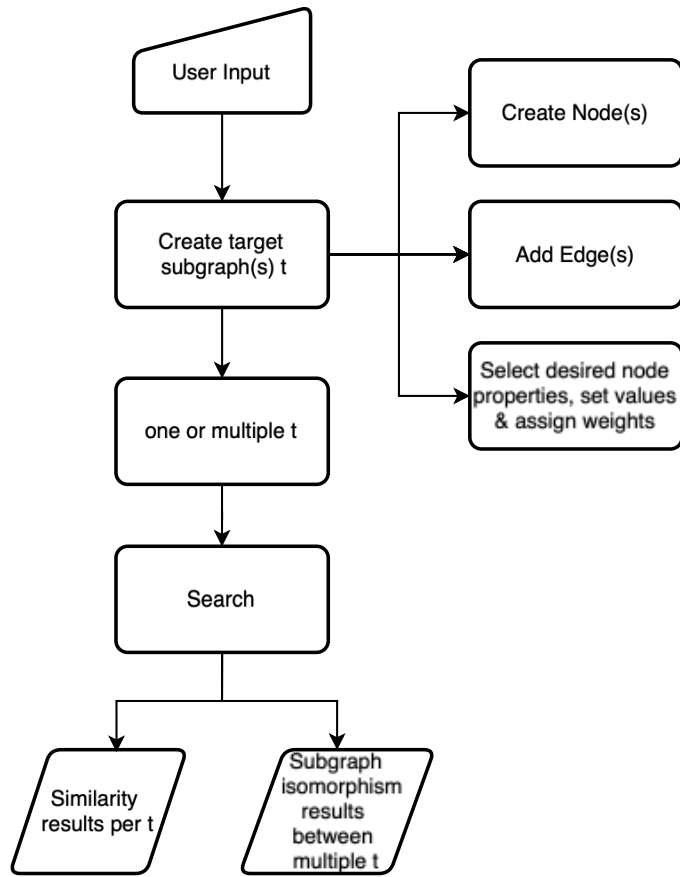 User Input
Create Node(s)
Create target
subgraph(s) t
Add Edge(s)
Select desired node
properties, set values
& assign weights
one or multiple t
Search
Similarity
results per t
Subgraph
isomorphism
results
between
multiple t